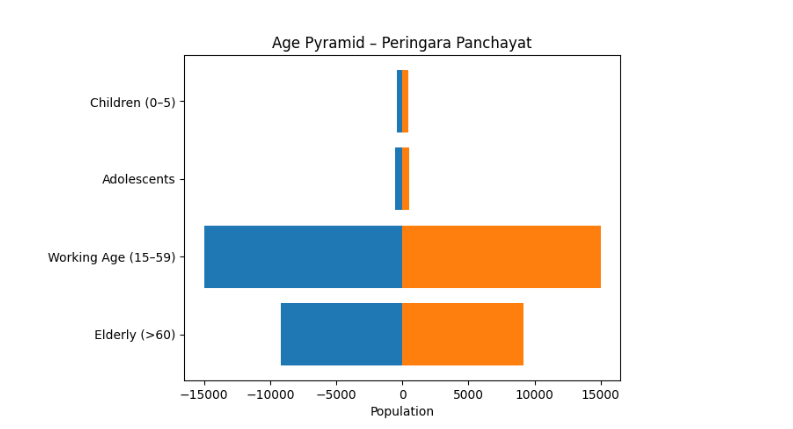 Age Pyramid – Peringara Panchayat
Children (0–5)
Adolescents
Working Age (15–59)
Elderly (>60)
−15000 −10000 −5000 0 5000 10000 15000
Population